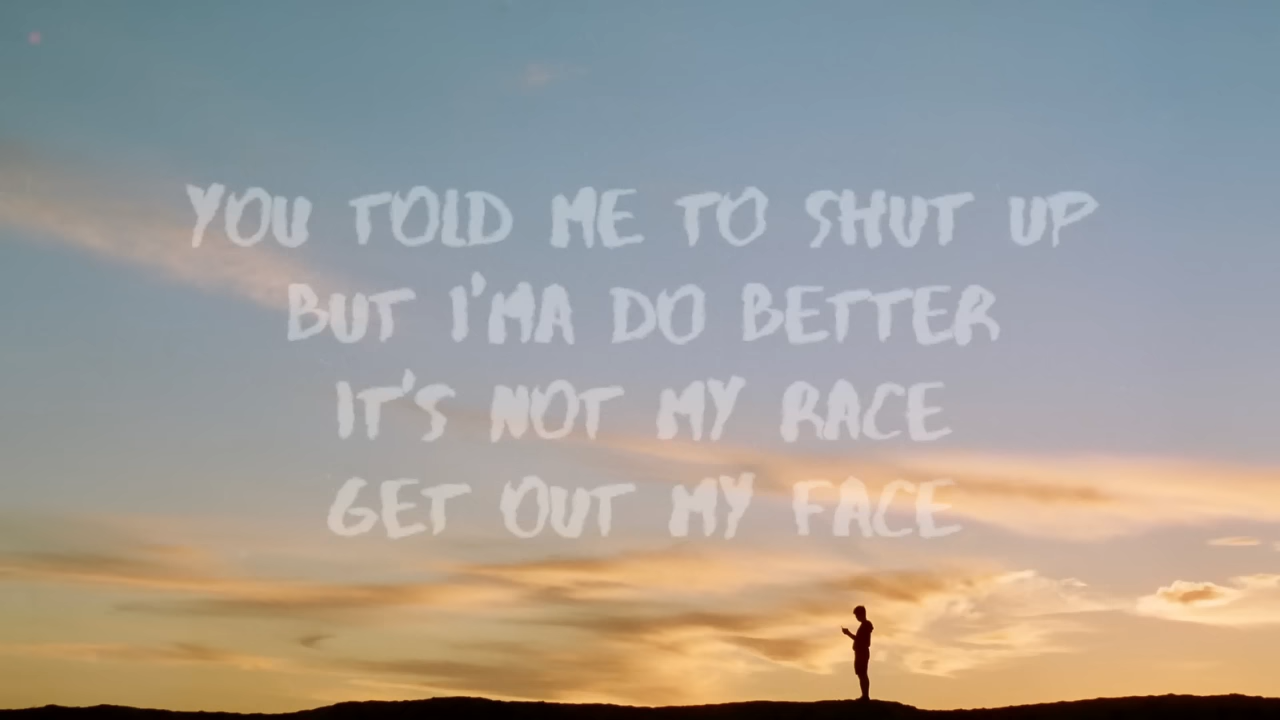 YOU TOLD ME TO SHUT UP
BUT I'MA DO BETTER
IT'S NOT MY RACE
GET OUT MY FACE